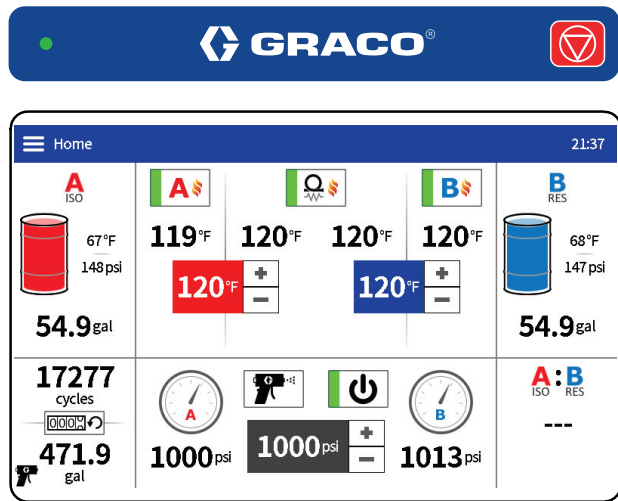 GRACO®
Home
21:37
A
ISO
A
B
B
RES
67°F
148 psi
119°F
120°F
120°F
120°F
68°F
147 psi
120°F
+
−
120°F
+
−
54.9 gal
54.9 gal
17277
cycles
471.9
gal
A
1000 psi
1000 psi
+
−
B
1013 psi
A:B
ISO RES
---